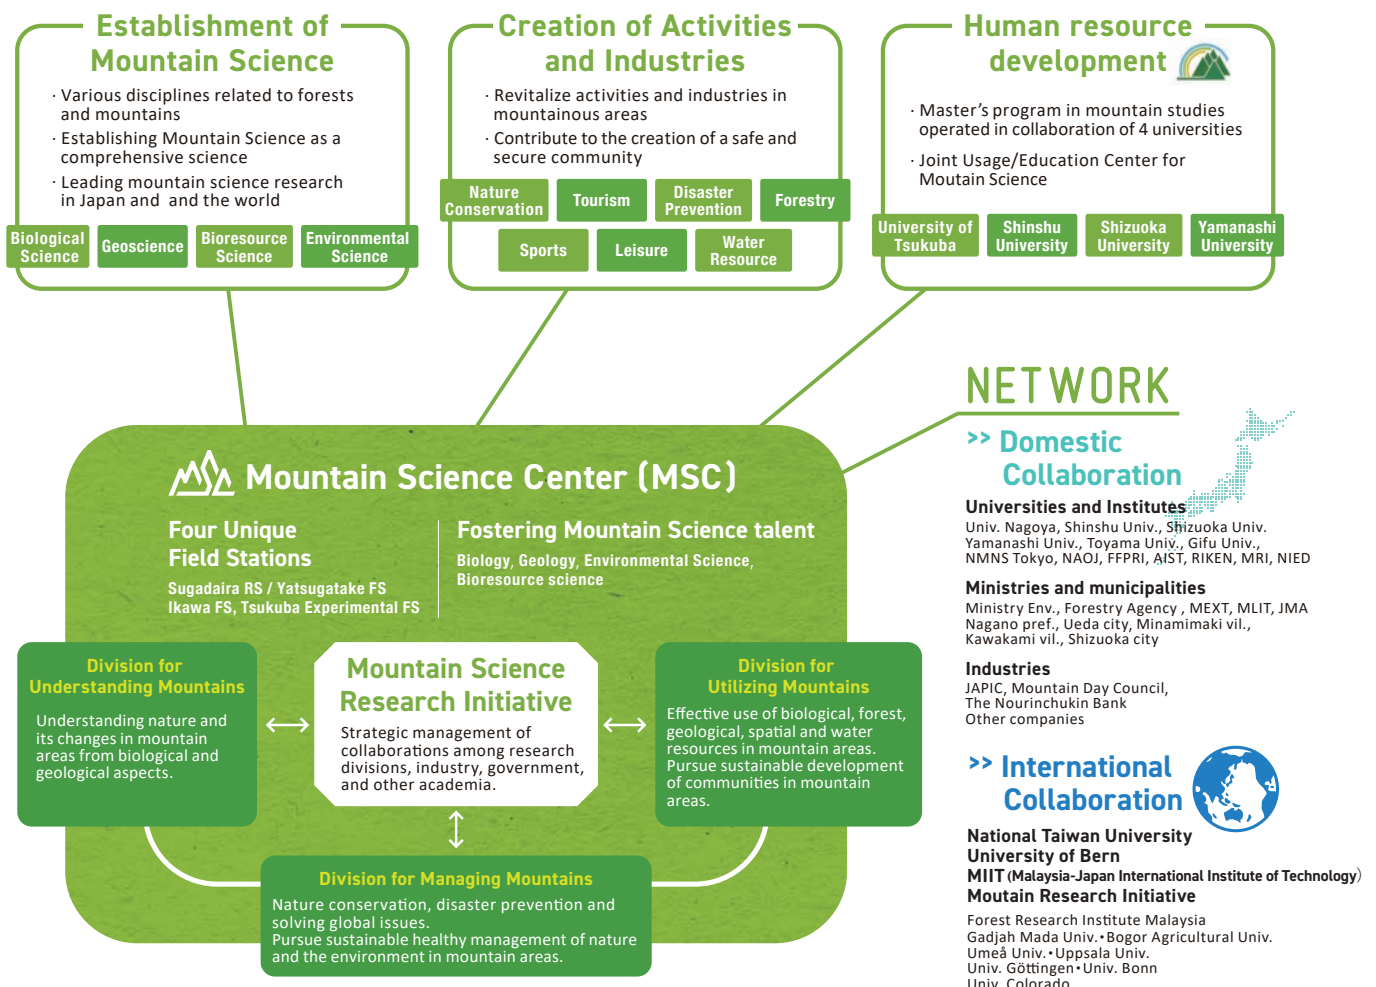 Establishment of
Mountain Science
· Various disciplines related to forests
and mountains
· Establishing Mountain Science as a
comprehensive science
· Leading mountain science research
in Japan and  and the world
Biological
Science
Geoscience
Bioresource
Science
Environmental
Science
Creation of Activities
and Industries
· Revitalize activities and industries in
mountainous areas
· Contribute to the creation of a safe and
secure community
Nature
Conservation
Tourism
Disaster
Prevention
Forestry
Sports
Leisure
Water
Resource
Human resource
development
· Master's program in mountain studies
operated in collaboration of 4 universities
· Joint Usage/Education Center for
Moutain Science
University of
Tsukuba
Shinshu
University
Shizuoka
University
Yamanashi
University
Mountain Science Center (MSC)
Four Unique
Field Stations
Sugadaira RS / Yatsugatake FS
Ikawa FS, Tsukuba Experimental FS
Fostering Mountain Science talent
Biology, Geology, Environmental Science,
Bioresource science
Division for
Understanding Mountains
Understanding nature and
its changes in mountain
areas from biological and
geological aspects.
Mountain Science
Research Initiative
Strategic management of
collaborations among research
divisions, industry, government,
and other academia.
Division for
Utilizing Mountains
Effective use of biological, forest,
geological, spatial and water
resources in mountain areas.
Pursue sustainable development
of communities in mountain
areas.
Division for Managing Mountains
Nature conservation, disaster prevention and
solving global issues.
Pursue sustainable healthy management of nature
and the environment in mountain areas.
NETWORK
>> Domestic
Collaboration
Universities and Institutes
Univ. Nagoya, Shinshu Univ., Shizuoka Univ.
Yamanashi Univ., Toyama Univ., Gifu Univ.,
NMNS Tokyo, NAOJ, FFPRI, AIST, RIKEN, MRI, NIED
Ministries and municipalities
Ministry Env., Forestry Agency , MEXT, MLIT, JMA
Nagano pref., Ueda city, Minamimaki vil.,
Kawakami vil., Shizuoka city
Industries
JAPIC, Mountain Day Council,
The Nourinchukin Bank
Other companies
>> International
Collaboration
National Taiwan University
University of Bern
MIIT (Malaysia-Japan International Institute of Technology)
Moutain Research Initiative
Forest Research Institute Malaysia
Gadjah Mada Univ.・Bogor Agricultural Univ.
Umeå Univ.・Uppsala Univ.
Univ. Göttingen・Univ. Bonn
Univ. Colorado